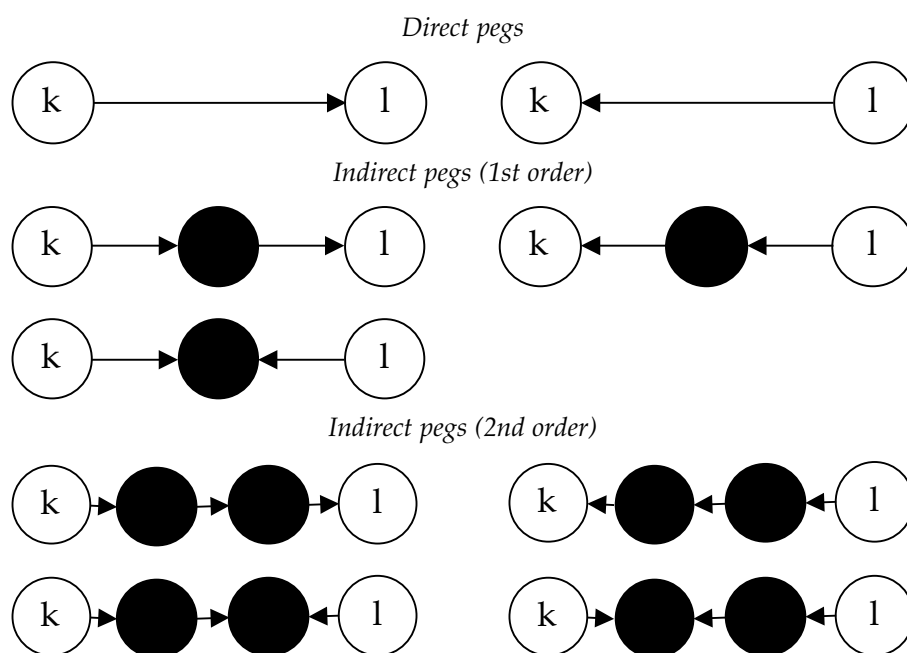 Direct pegs
k l k l
Indirect pegs (1st order)
k l k l
k l
Indirect pegs (2nd order)
k l k l
k l k l